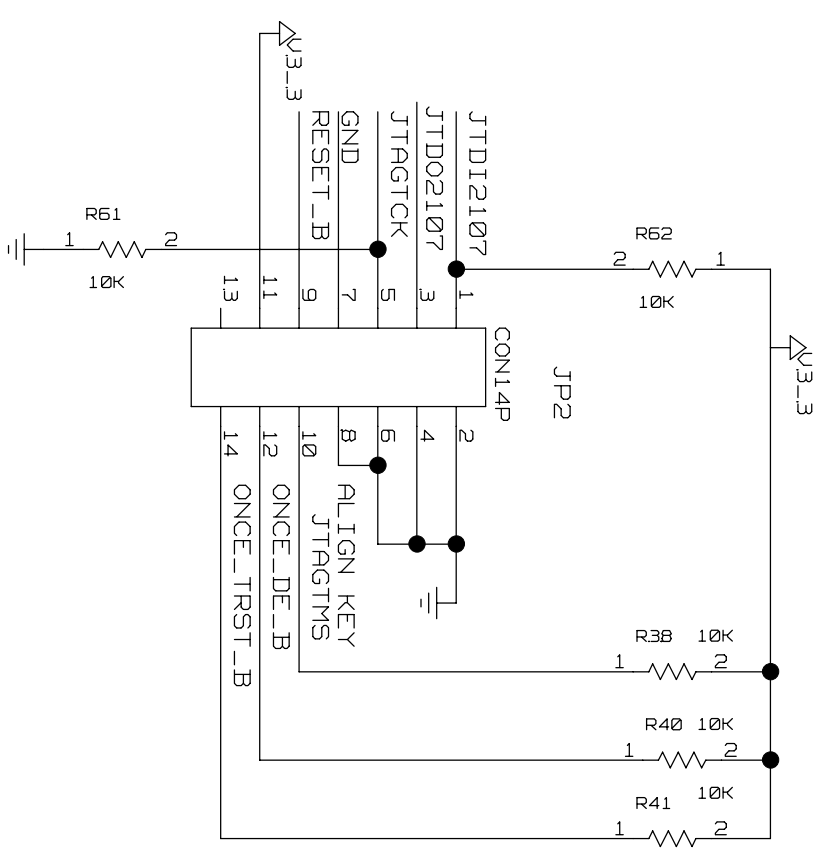 V3_3
RESET_B
GND
JTAGTCK
JTDO2107
JTDI2107
R61
1
2
10K
R62
2
1
10K
V3_3
13
11
9
7
5
3
1
CON14P
JP2
14
12
10
8
6
4
2
ONCE_TRST_B
ONCE_DE_B
JTAGTMS
ALIGN KEY
R38 10K
1
2
R40 10K
1
2
R41 10K
1
2